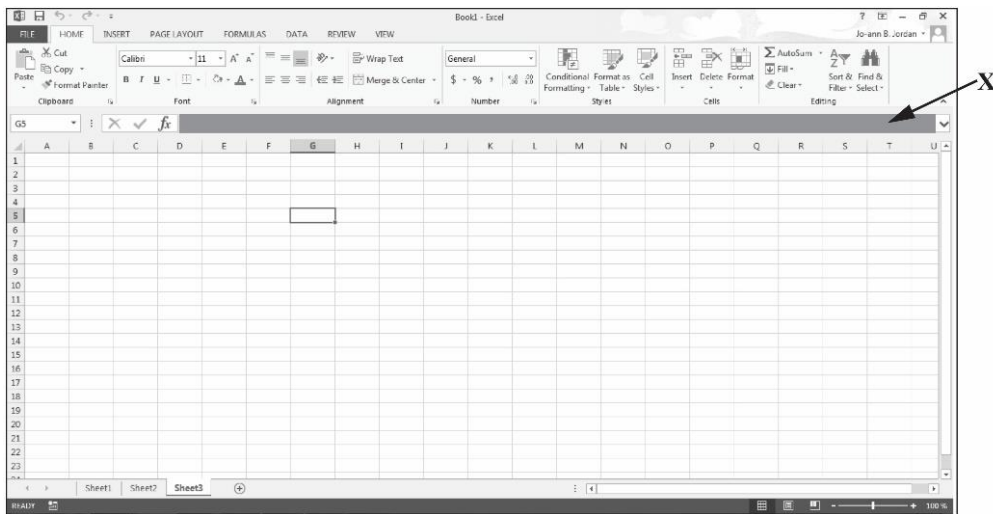 Book1 - Excel
?
FILE HOME INSERT PAGE LAYOUT FORMULAS DATA REVIEW VIEW Jo-ann B. Jordan
Paste Cut Copy Format Painter
Calibri 11 A A
B I U A
Wrap Text
Merge & Center
General
$ % ,
Conditional Formatting Format as Table Cell Styles
Insert Delete Format
AutoSum
Fill
Clear
Sort & Filter Find & Select
Clipboard Font Alignment Number Styles Cells Editing
X
G5 fx
A B C D E F G H I J K L M N O P Q R S T U
1
2
3
4
5
6
7
8
9
10
11
12
13
14
15
16
17
18
19
20
21
22
23
Sheet1 Sheet2 Sheet3
READY 100 %